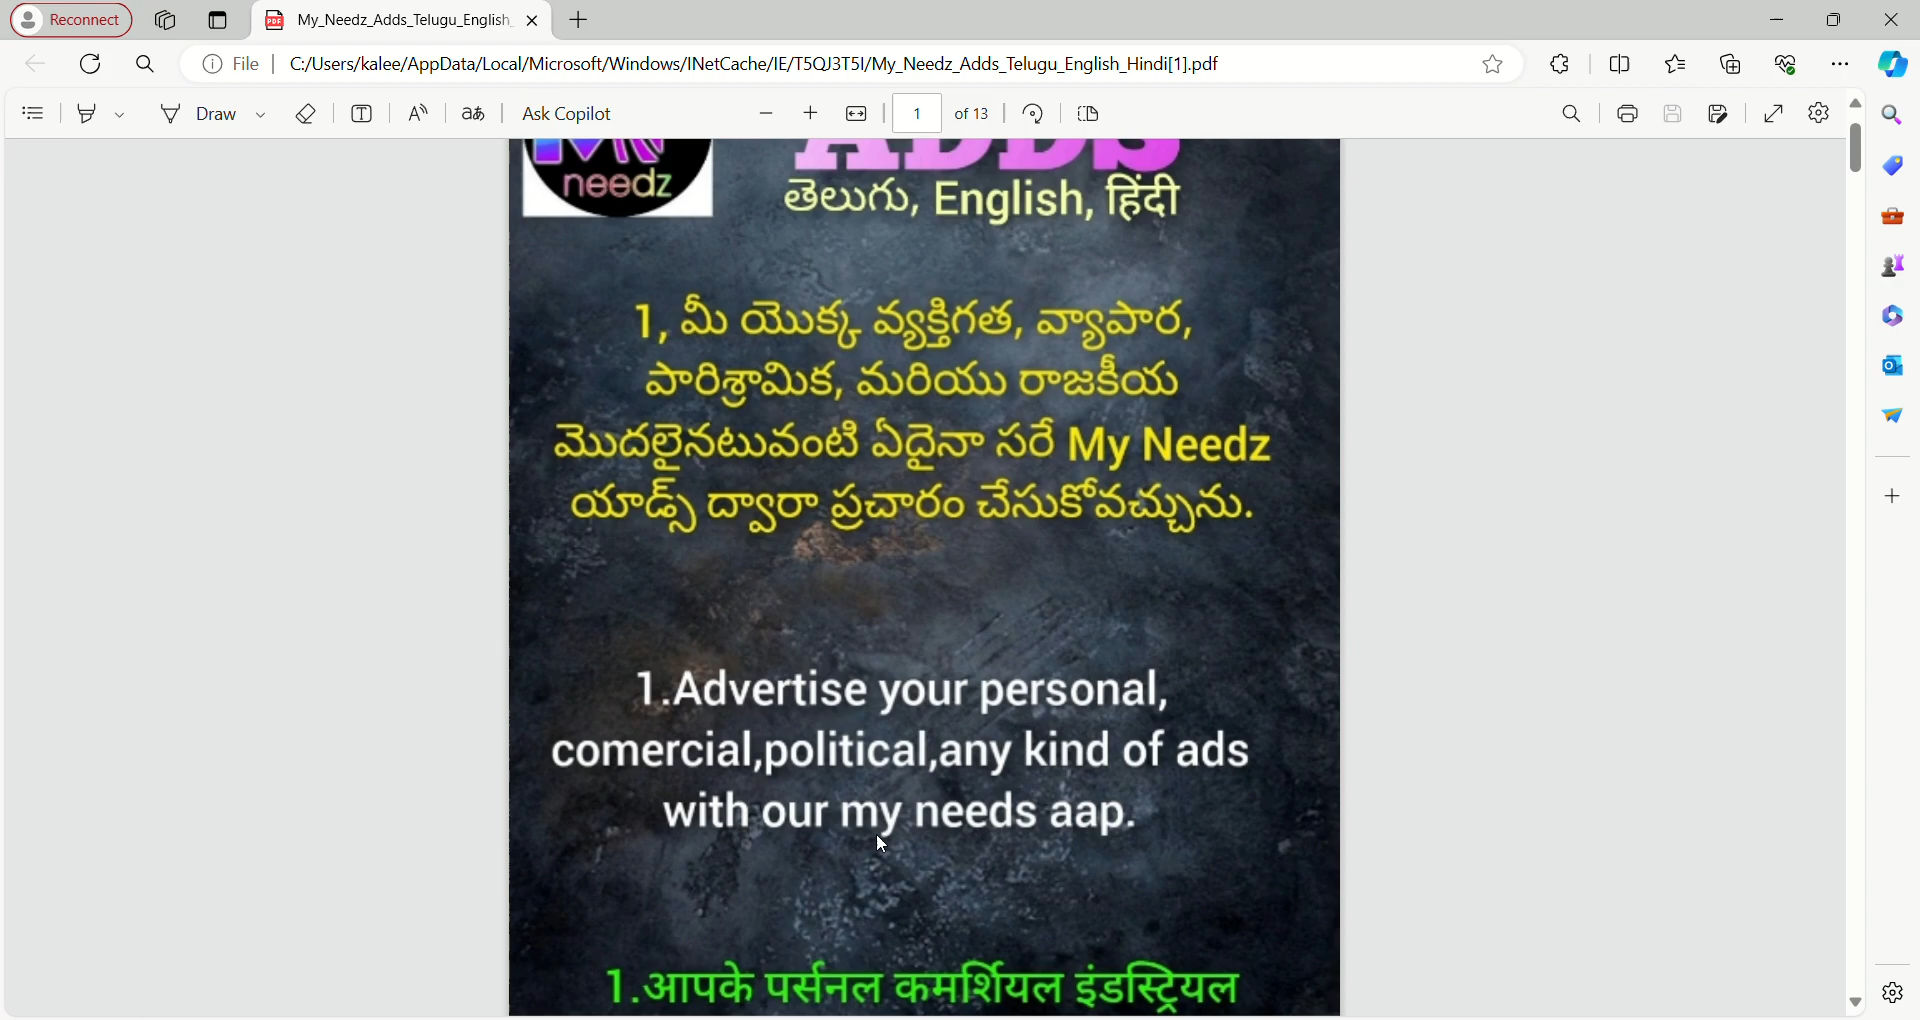 Reconnect
My_Needz_Adds_Telugu_English_
File
C:/Users/kalee/AppData/Local/Microsoft/Windows/INetCache/IE/T5QJ3T5I/My_Needz_Adds_Telugu_English_Hindi[1].pdf
Draw
Ask Copilot
1 of 13
ADDS
needz
తెలుగు, English, हिंदी
1, మీ యొక్క వ్యక్తిగత, వ్యాపార,
పారిశ్రామిక, మరియు రాజకీయ
మొదలైనటువంటి ఏదైనా సరే My Needz
యాడ్స్ ద్వారా ప్రచారం చేసుకోవచ్చును.
1.Advertise your personal,
comercial,political,any kind of ads
with our my needs aap.
1.आपके पर्सनल कमर्शियल इंडस्ट्रियल